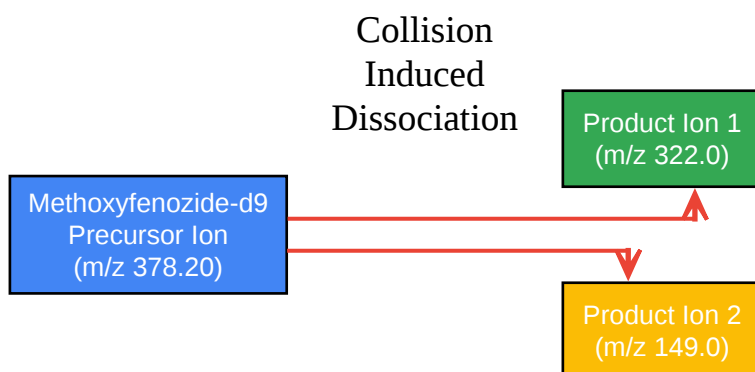 Collision
Induced
Dissociation
Product Ion 1
(m/z 322.0)
Methoxyfenozide-d9
Precursor Ion
(m/z 378.20)
Product Ion 2
(m/z 149.0)